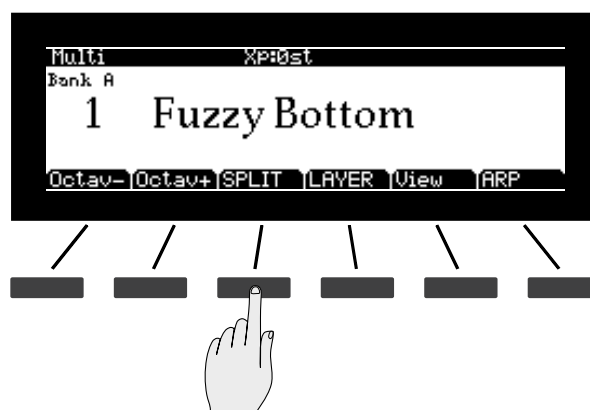 Multi Xp:0st
Bank A
1 Fuzzy Bottom
Octav- Octav+ SPLIT LAYER View ARP